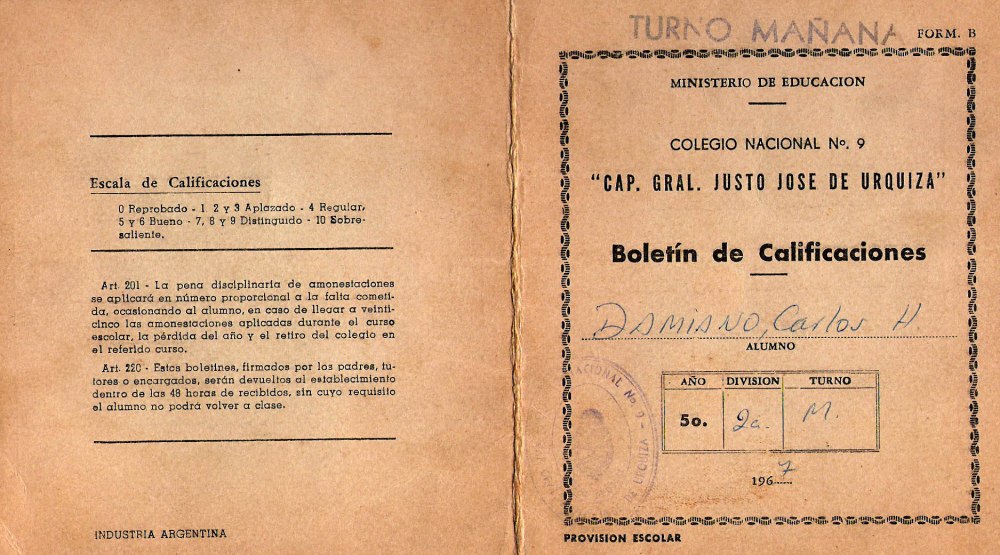 Escala de Calificaciones
0 Reprobado - 1 2 y 3 Aplazado - 4 Regular,
5 y 6 Bueno - 7, 8 y 9 Distinguido - 10 Sobre-
saliente.
Art. 201 - La pena disciplinaria de amonestaciones
se aplicará en número proporcional a la falta cometi-
da, ocasionando al alumno, en caso de llegar a veinti-
cinco las amonestaciones aplicadas durante el curso
escolar, la pérdida del año y el retiro del colegio en
el referido curso.
Art. 220 - Estos boletines, firmados por los padres, tu-
tores o encargados, serán devueltos al establecimiento
dentro de las 48 horas de recibidos, sin cuyo requisito
el alumno no podrá volver a clase.
INDUSTRIA ARGENTINA
TURNO MAÑANA
FORM. B
MINISTERIO DE EDUCACION
COLEGIO NACIONAL No. 9
"CAP. GRAL. JUSTO JOSE DE URQUIZA"
Boletín de Calificaciones
DAMIANO, Carlos H
ALUMNO
AÑO DIVISION TURNO
5o. 2a. M.
1967
NACIONAL No. 9 - URQUIZA
PROVISION ESCOLAR